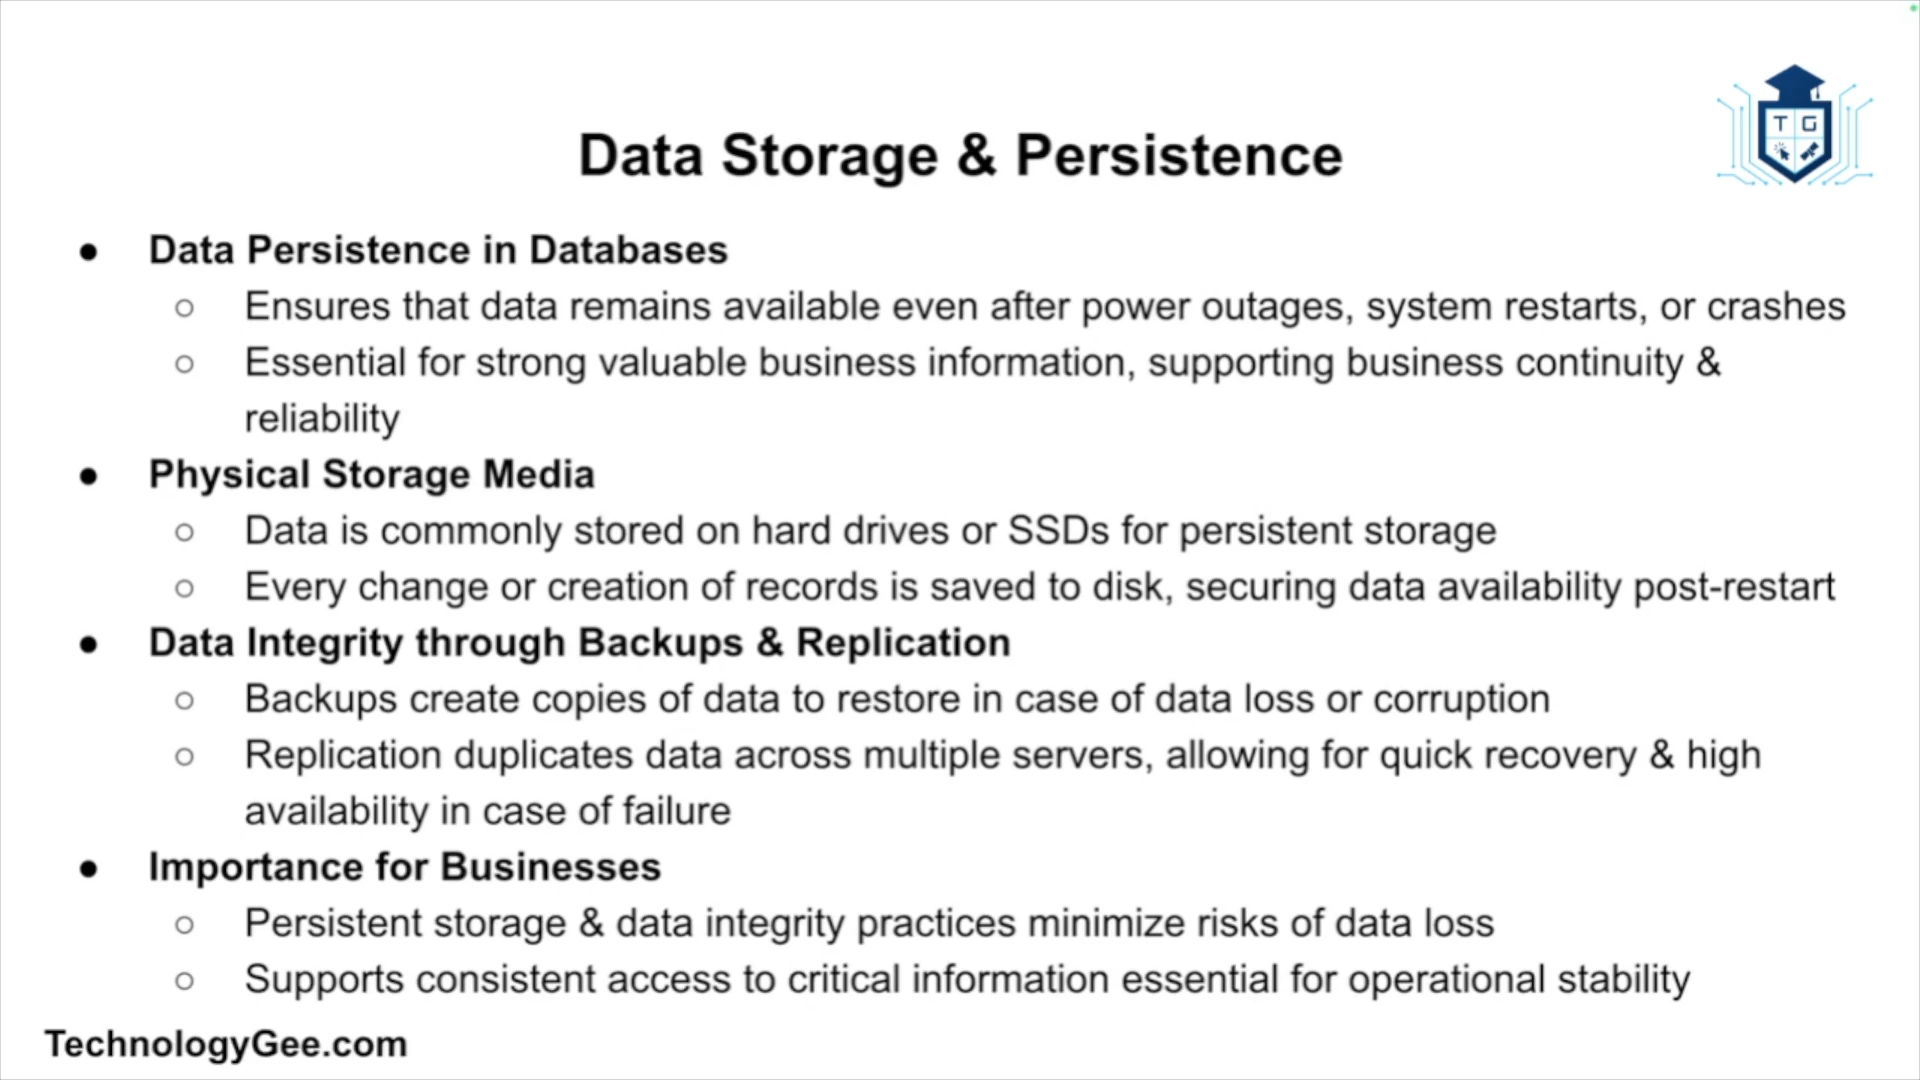 T G
Data Storage & Persistence
● Data Persistence in Databases
○ Ensures that data remains available even after power outages, system restarts, or crashes
○ Essential for strong valuable business information, supporting business continuity &
reliability
● Physical Storage Media
○ Data is commonly stored on hard drives or SSDs for persistent storage
○ Every change or creation of records is saved to disk, securing data availability post-restart
● Data Integrity through Backups & Replication
○ Backups create copies of data to restore in case of data loss or corruption
○ Replication duplicates data across multiple servers, allowing for quick recovery & high
availability in case of failure
● Importance for Businesses
○ Persistent storage & data integrity practices minimize risks of data loss
○ Supports consistent access to critical information essential for operational stability
TechnologyGee.com